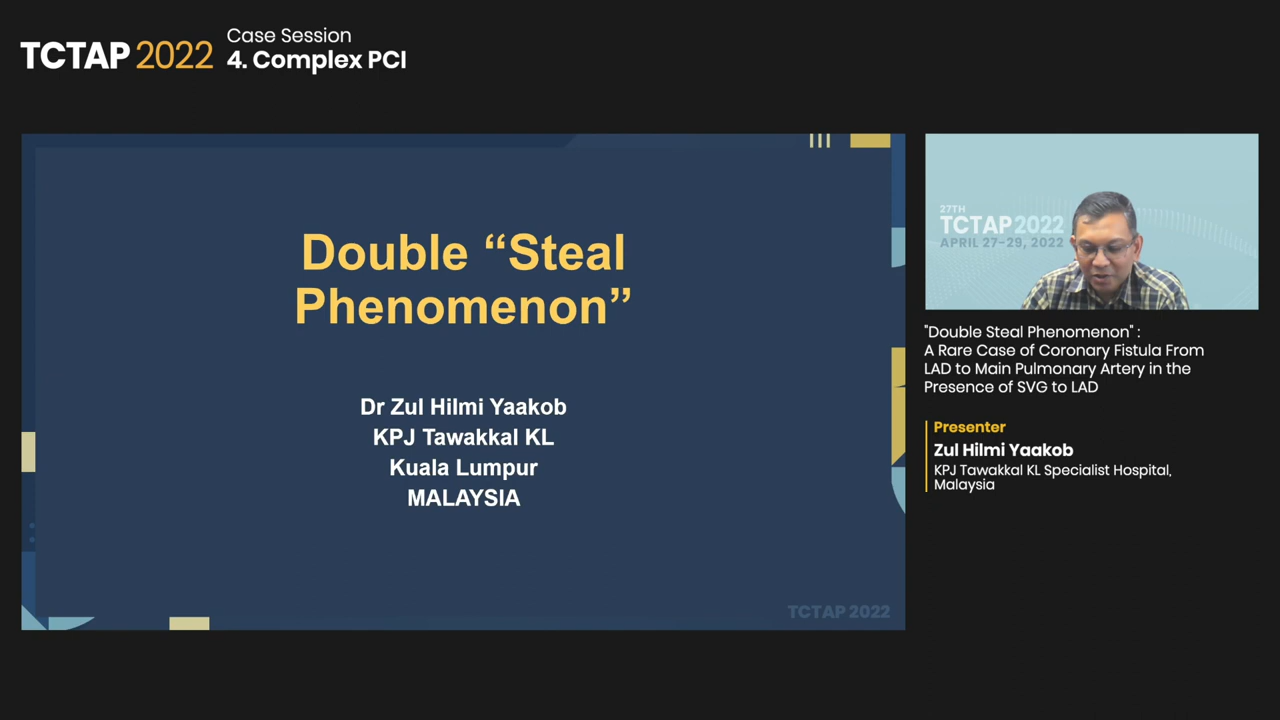 TCTAP 2022
Case Session
4. Complex PCI
Double “Steal
Phenomenon”
Dr Zul Hilmi Yaakob
KPJ Tawakkal KL
Kuala Lumpur
MALAYSIA
TCTAP 2022
27TH
TCTAP 2022
APRIL 27-29, 2022
"Double Steal Phenomenon" :
A Rare Case of Coronary Fistula From
LAD to Main Pulmonary Artery in the
Presence of SVG to LAD
Presenter
Zul Hilmi Yaakob
KPJ Tawakkal KL Specialist Hospital,
Malaysia